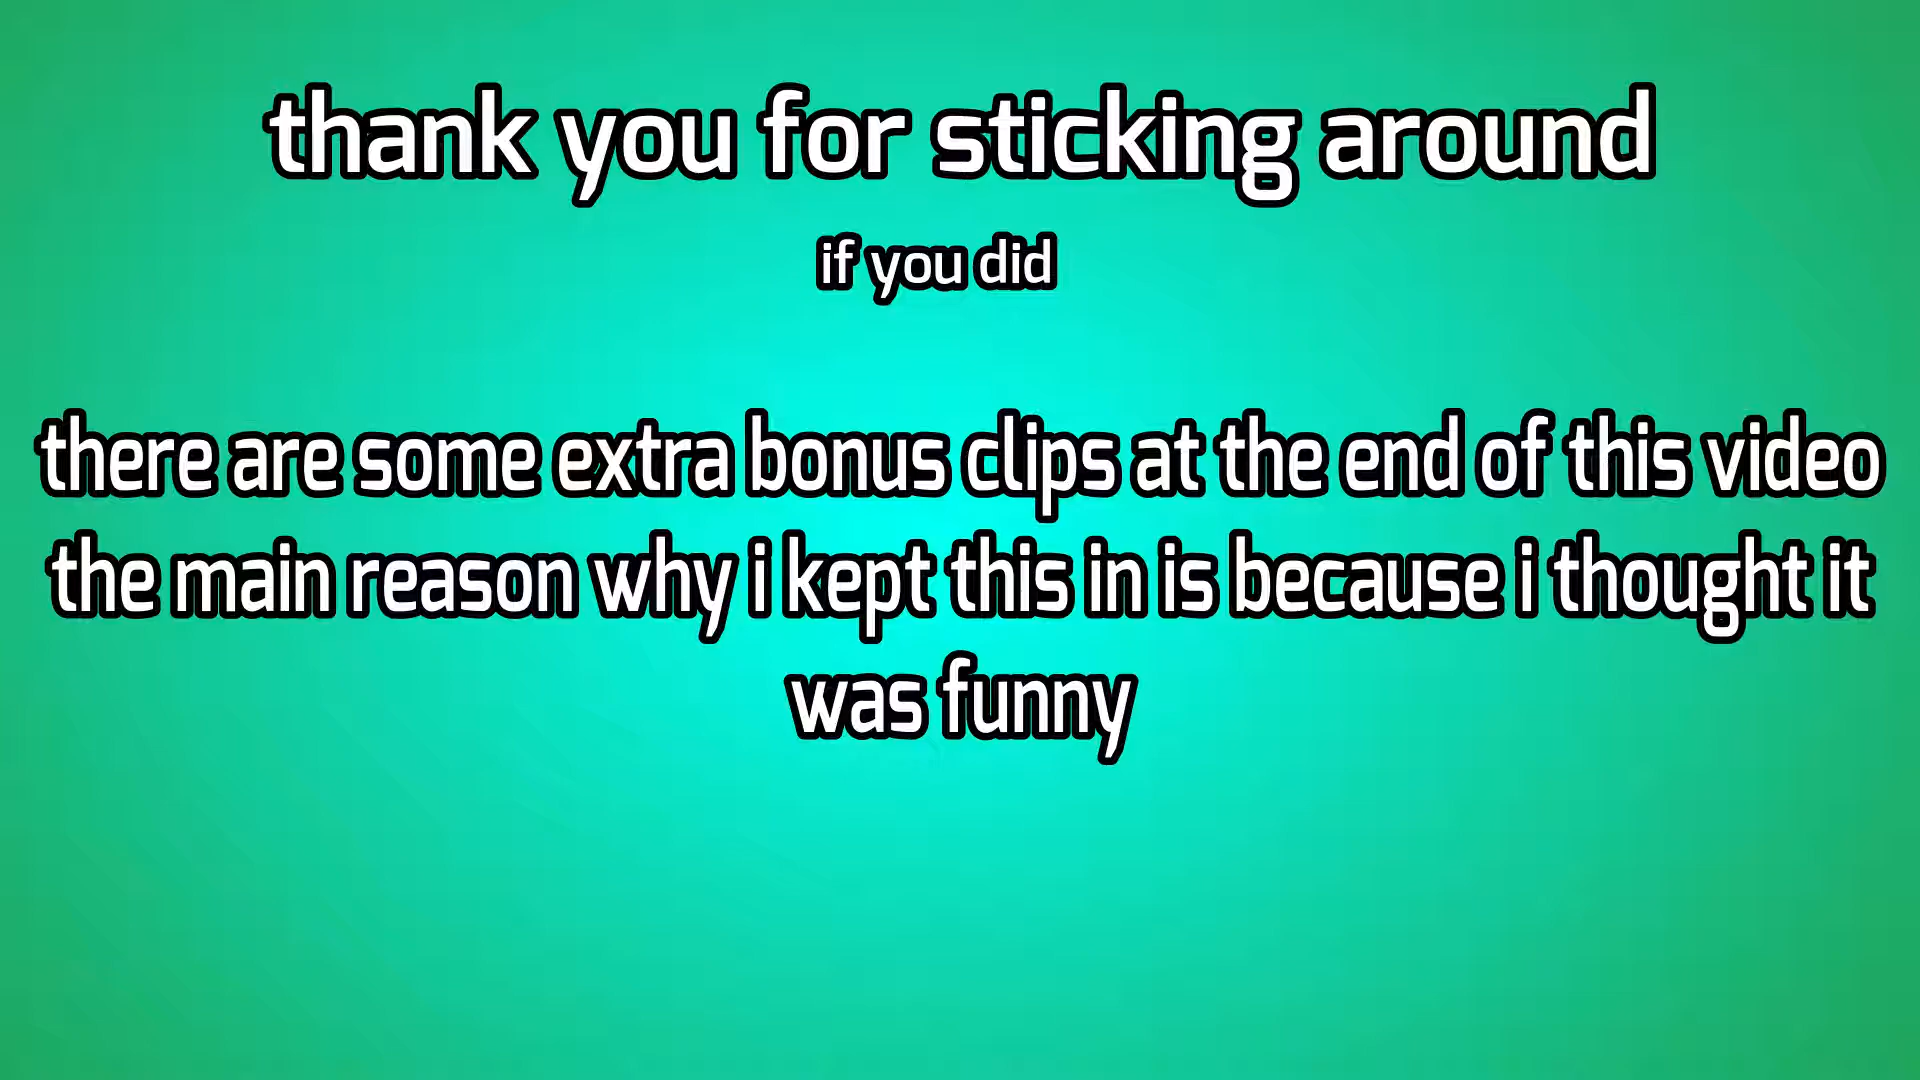 thank you for sticking around
if you did
there are some extra bonus clips at the end of this video
the main reason why i kept this in is because i thought it
was funny